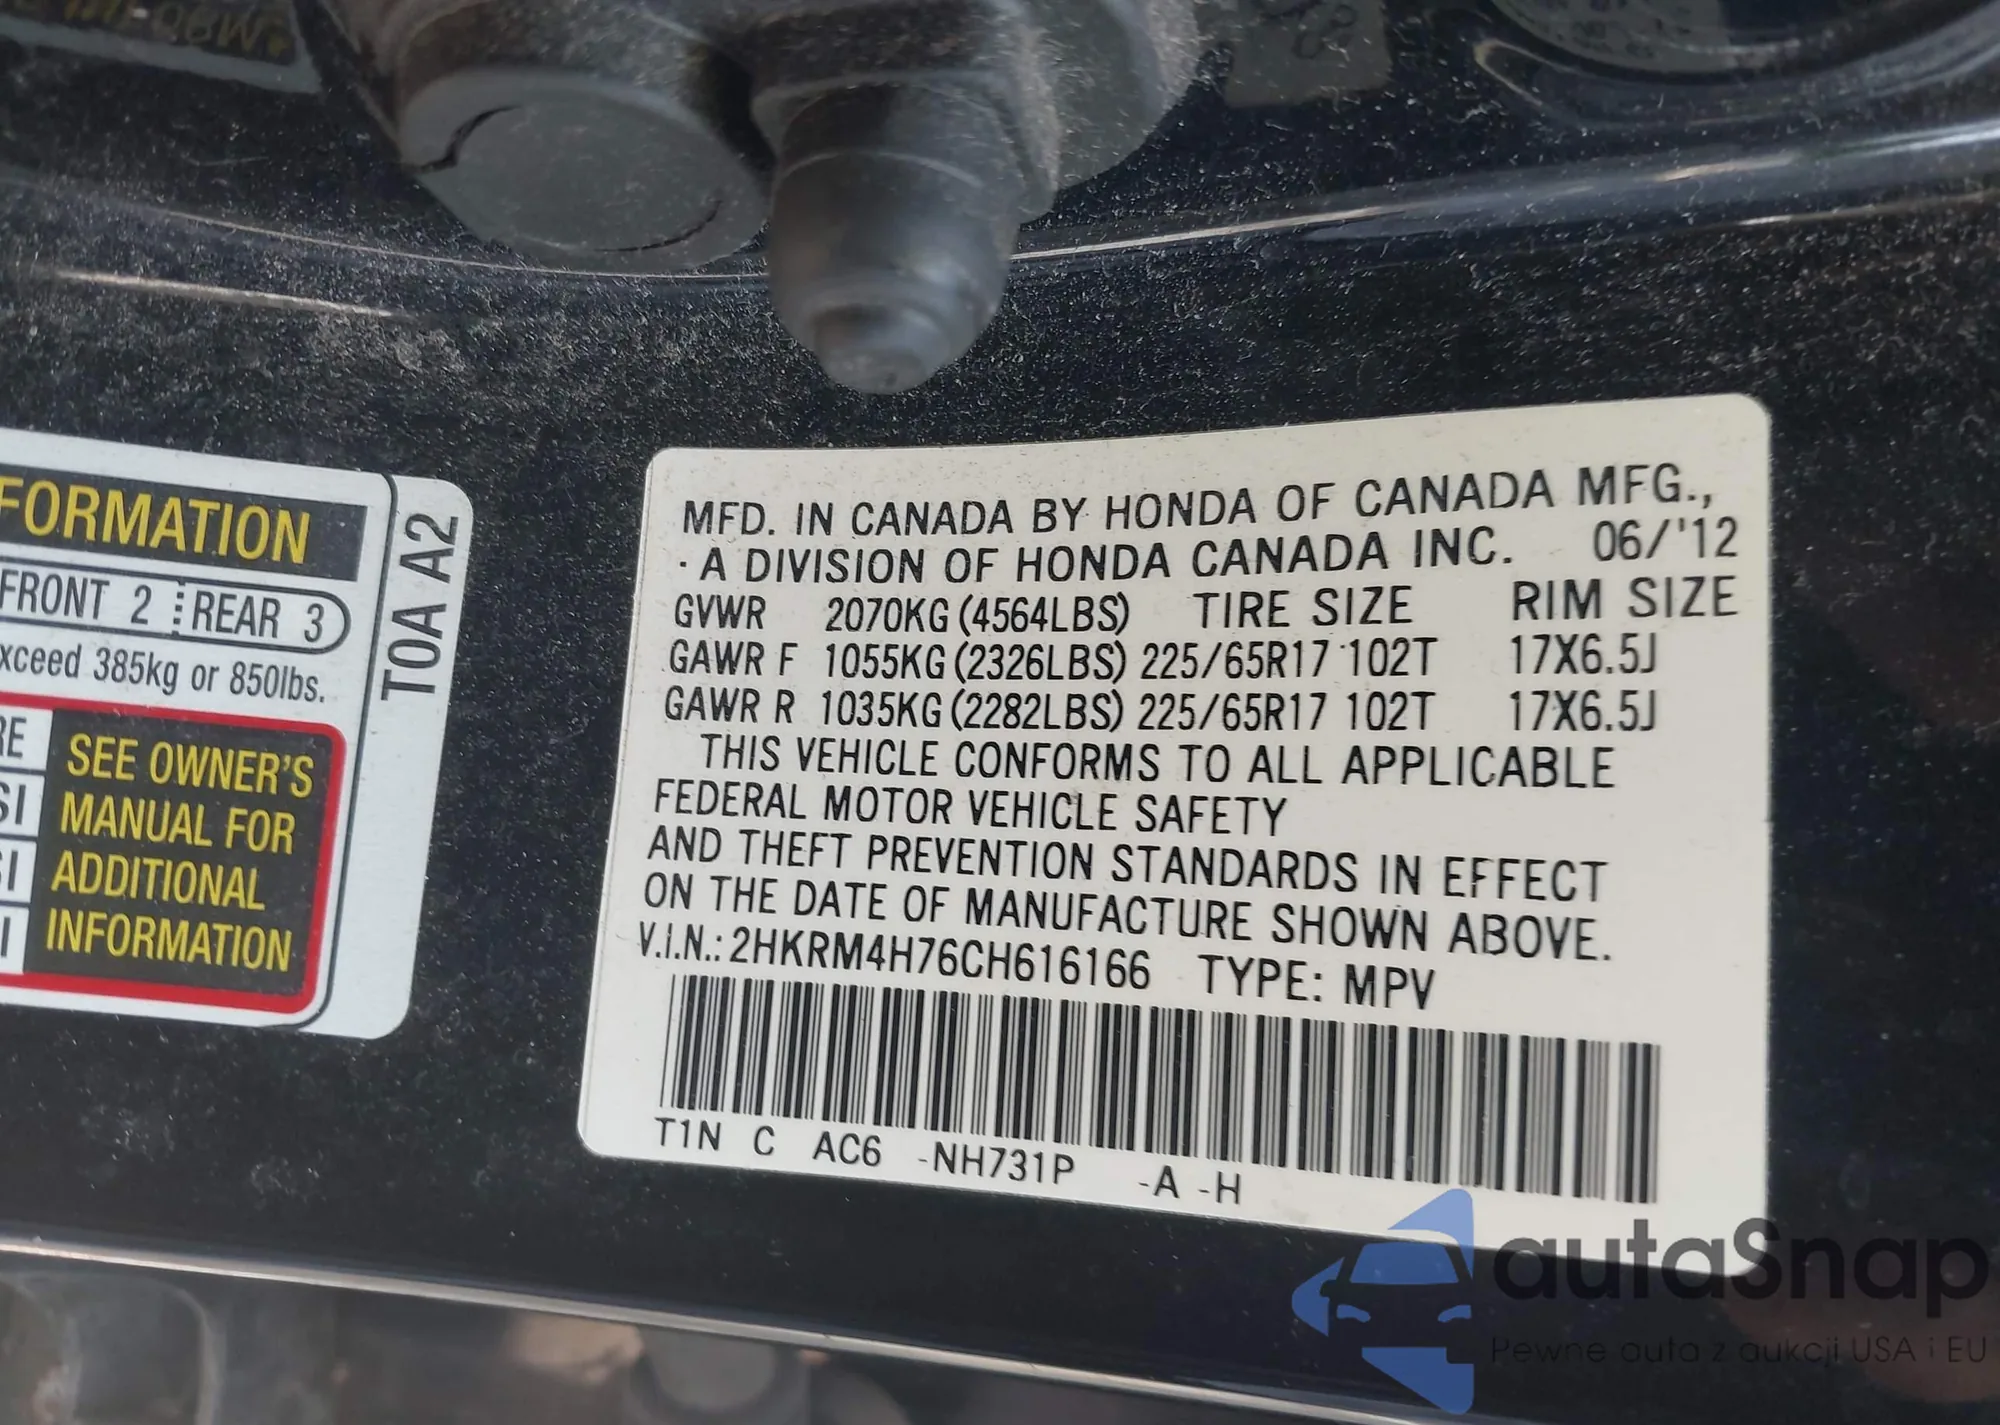 FORMATION
FRONT 2 REAR 3
xceed 385kg or 850lbs.
RE
SI
SI
I
SEE OWNER'S
MANUAL FOR
ADDITIONAL
INFORMATION
T0A A2
MFD. IN CANADA BY HONDA OF CANADA MFG.,
A DIVISION OF HONDA CANADA INC. 06/'12
GVWR 2070KG (4564LBS) TIRE SIZE RIM SIZE
GAWR F 1055KG (2326LBS) 225/65R17 102T 17X6.5J
GAWR R 1035KG (2282LBS) 225/65R17 102T 17X6.5J
THIS VEHICLE CONFORMS TO ALL APPLICABLE
FEDERAL MOTOR VEHICLE SAFETY
AND THEFT PREVENTION STANDARDS IN EFFECT
ON THE DATE OF MANUFACTURE SHOWN ABOVE.
V.I.N.: 2HKRM4H76CH616166 TYPE: MPV
T1N C AC6 -NH731P -A -H
autaSnap
Pewne auta z aukcji USA i EU